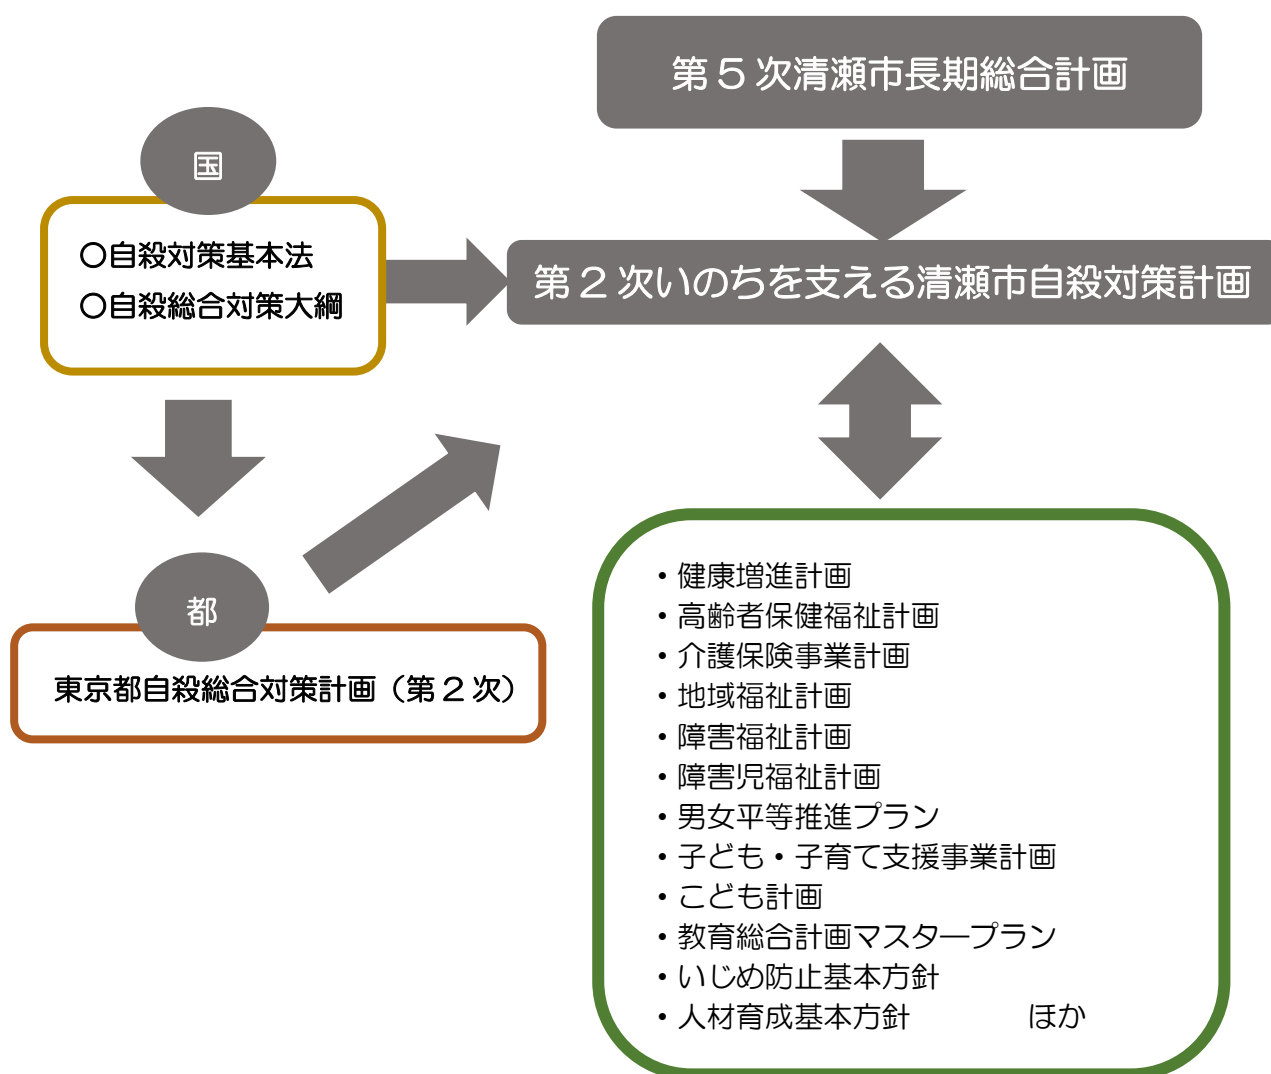 第５次清瀬市長期総合計画
国
○自殺対策基本法
○自殺総合対策大綱
第２次いのちを支える清瀬市自殺対策計画
都
東京都自殺総合対策計画（第２次）
・健康増進計画
・高齢者保健福祉計画
・介護保険事業計画
・地域福祉計画
・障害福祉計画
・障害児福祉計画
・男女平等推進プラン
・子ども・子育て支援事業計画
・こども計画
・教育総合計画マスタープラン
・いじめ防止基本方針
・人材育成基本方針　　　　ほか